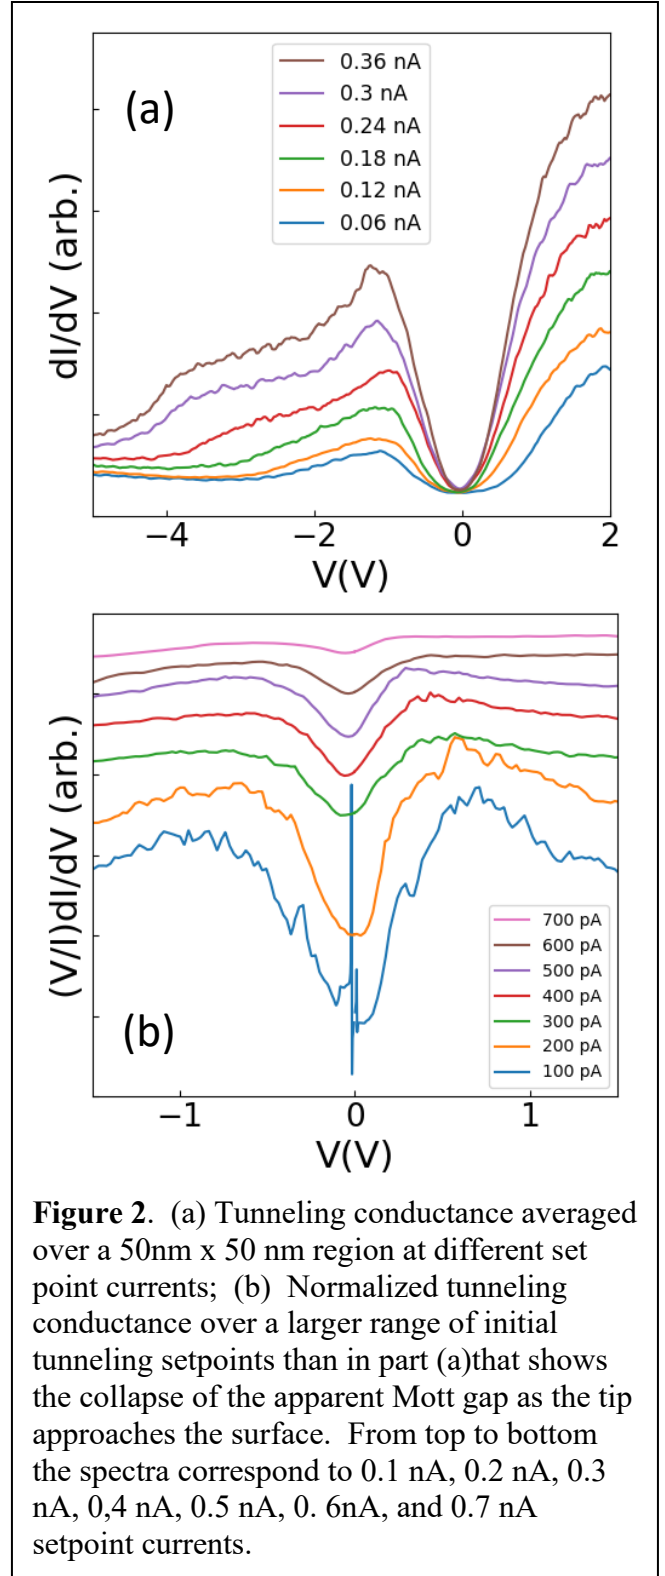 (a)
0.36 nA
0.3 nA
0.24 nA
0.18 nA
0.12 nA
0.06 nA
dI/dV (arb.)
−4
−2
0
2
V(V)
(b)
(V/I)dI/dV (arb.)
700 pA
600 pA
500 pA
400 pA
300 pA
200 pA
100 pA
−1
0
1
V(V)
Figure 2. (a) Tunneling conductance averaged
over a 50nm x 50 nm region at different set
point currents; (b) Normalized tunneling
conductance over a larger range of initial
tunneling setpoints than in part (a)that shows
the collapse of the apparent Mott gap as the tip
approaches the surface. From top to bottom
the spectra correspond to 0.1 nA, 0.2 nA, 0.3
nA, 0,4 nA, 0.5 nA, 0. 6nA, and 0.7 nA
setpoint currents.